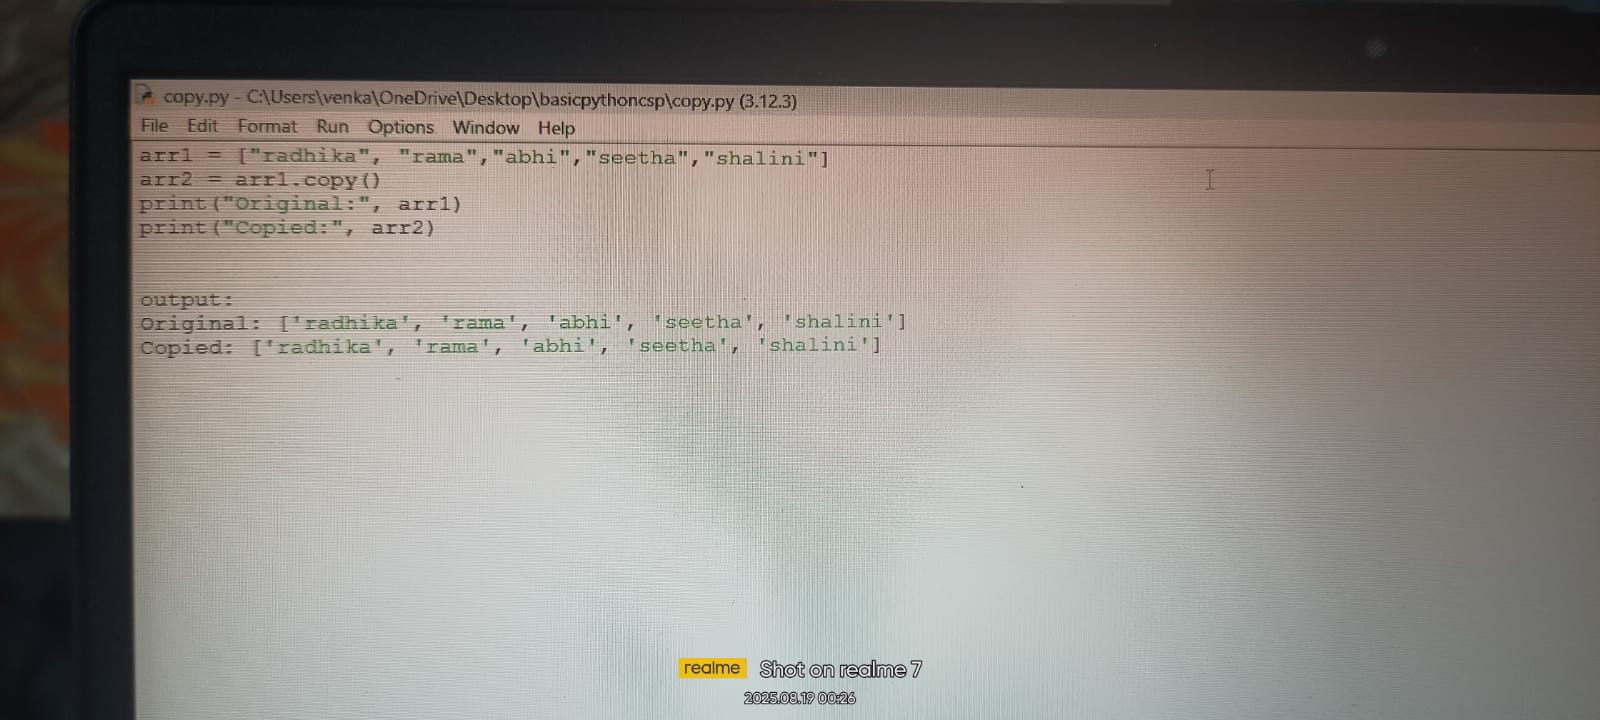 copy.py - C:\Users\venka\OneDrive\Desktop\basicpythoncsp\copy.py (3.12.3)
File Edit Format Run Options Window Help
arr1 = ["radhika", "rama","abhi","seetha","shalini"]
arr2 = arr1.copy()
print("Original:", arr1)
print("Copied:", arr2)
output:
Original: ['radhika', 'rama', 'abhi', 'seetha', 'shalini']
Copied: ['radhika', 'rama', 'abhi', 'seetha', 'shalini']
realme Shot on realme 7
2025.08.19 00:26